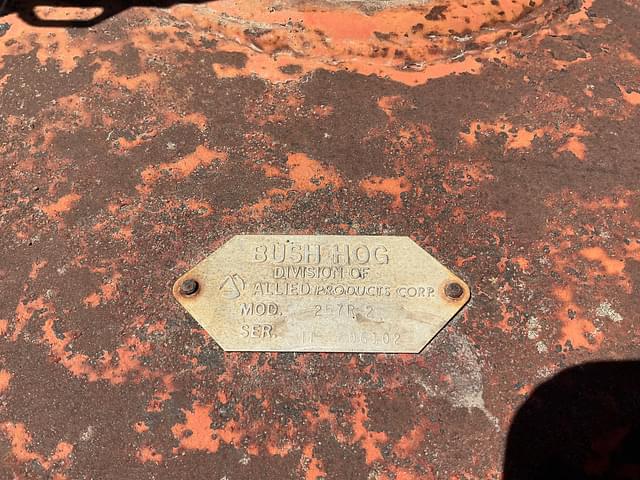 BUSH HOG
DIVISION OF
ALLIED PRODUCTS CORP.
MOD. 257R-2
SER.